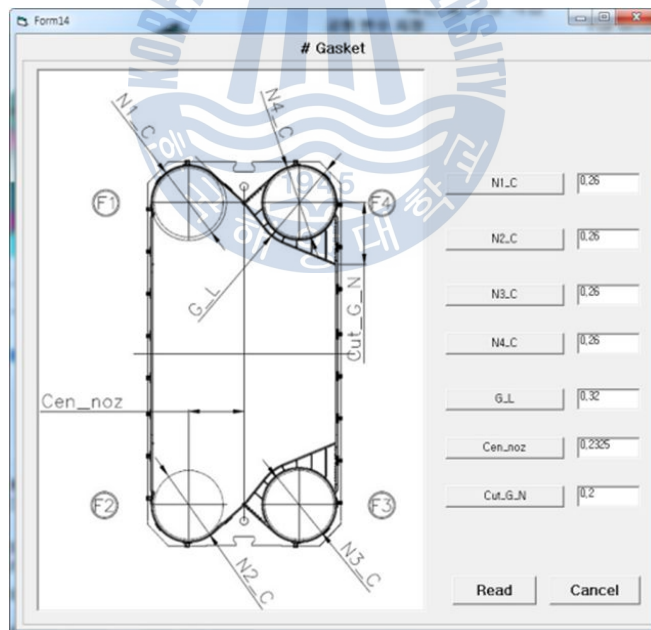 Form14
# Gasket
N1_C
N4_C
F1
F4
G_L
Cut_G_N
Cen_noz
F2
F3
N2_C
N3_C
N1_C 0,26
N2_C 0,26
N3_C 0,26
N4_C 0,26
G_L 0,32
Cen_noz 0,2325
Cut_G_N 0,2
Read Cancel
1945